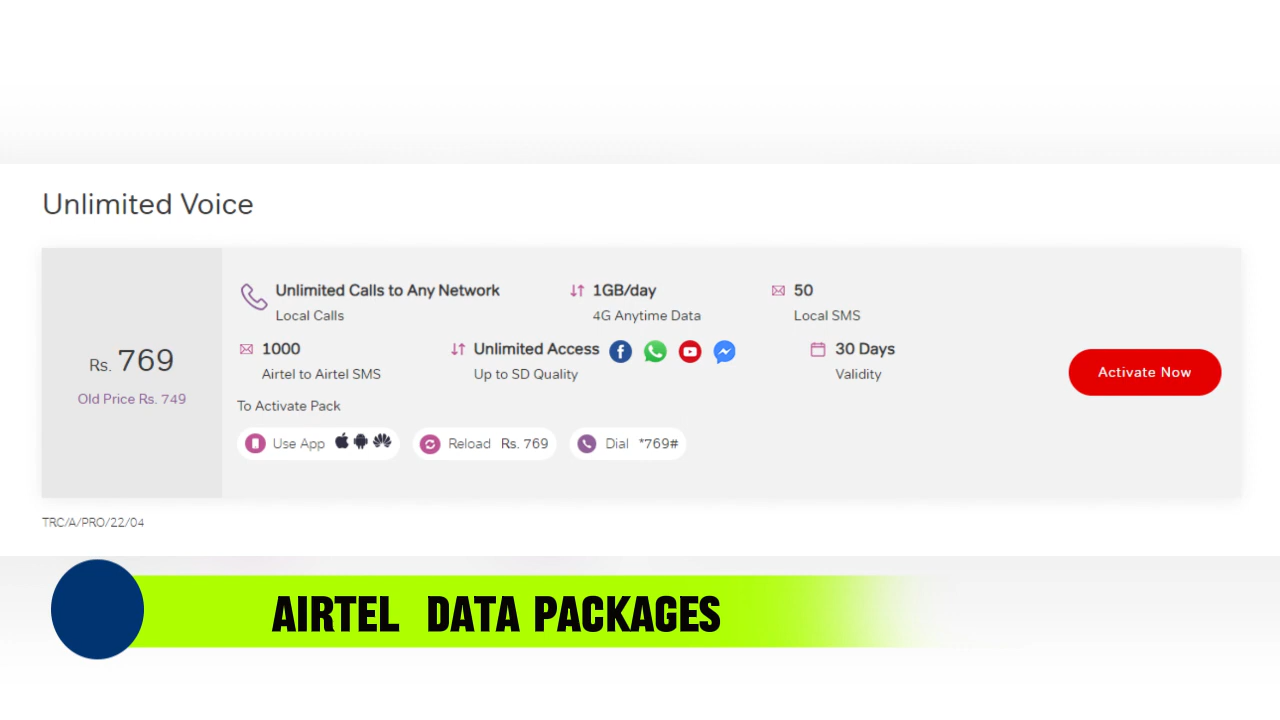 Unlimited Voice
Unlimited Calls to Any Network 1GB/day 50
Local Calls 4G Anytime Data Local SMS
Rs. 769
Old Price Rs. 749
1000 Unlimited Access 30 Days
Airtel to Airtel SMS Up to SD Quality Validity
Activate Now
To Activate Pack
Use App Reload Rs. 769 Dial *769#
TRC/A/PRO/22/04
AIRTEL DATA PACKAGES